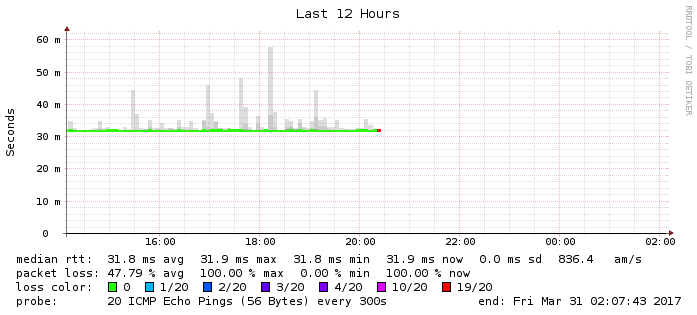 Last 12 Hours
RRDTOOL / TOBI OETIKER
Seconds
60 m
50 m
40 m
30 m
20 m
10 m
0
16:00 18:00 20:00 22:00 00:00 02:00
median rtt: 31.8 ms avg 31.9 ms max 31.8 ms min 31.9 ms now 0.0 ms sd 836.4 am/s
packet loss: 47.79 % avg 100.00 % max 0.00 % min 100.00 % now
loss color: 0 1/20 2/20 3/20 4/20 10/20 19/20
probe: 20 ICMP Echo Pings (56 Bytes) every 300s end: Fri Mar 31 02:07:43 2017